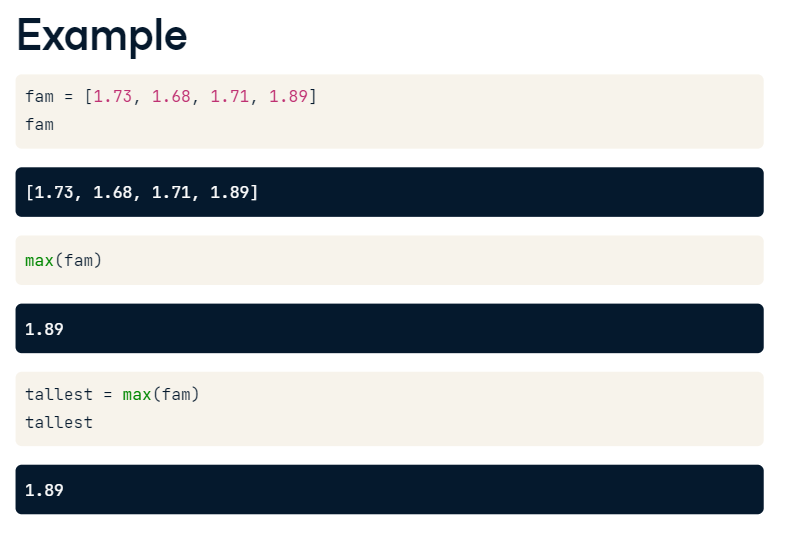 Example
fam = [1.73, 1.68, 1.71, 1.89]
fam
[1.73, 1.68, 1.71, 1.89]
max(fam)
1.89
tallest = max(fam)
tallest
1.89